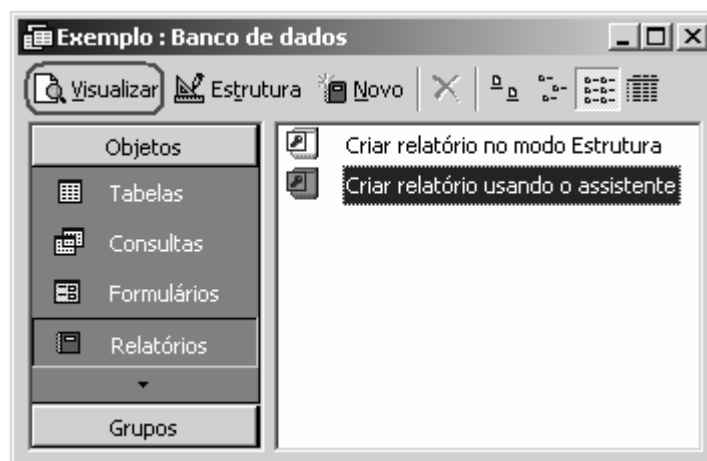 Exemplo : Banco de dados
Visualizar Estrutura Novo
Objetos
Tabelas
Consultas
Formulários
Relatórios
Grupos
Criar relatório no modo Estrutura
Criar relatório usando o assistente